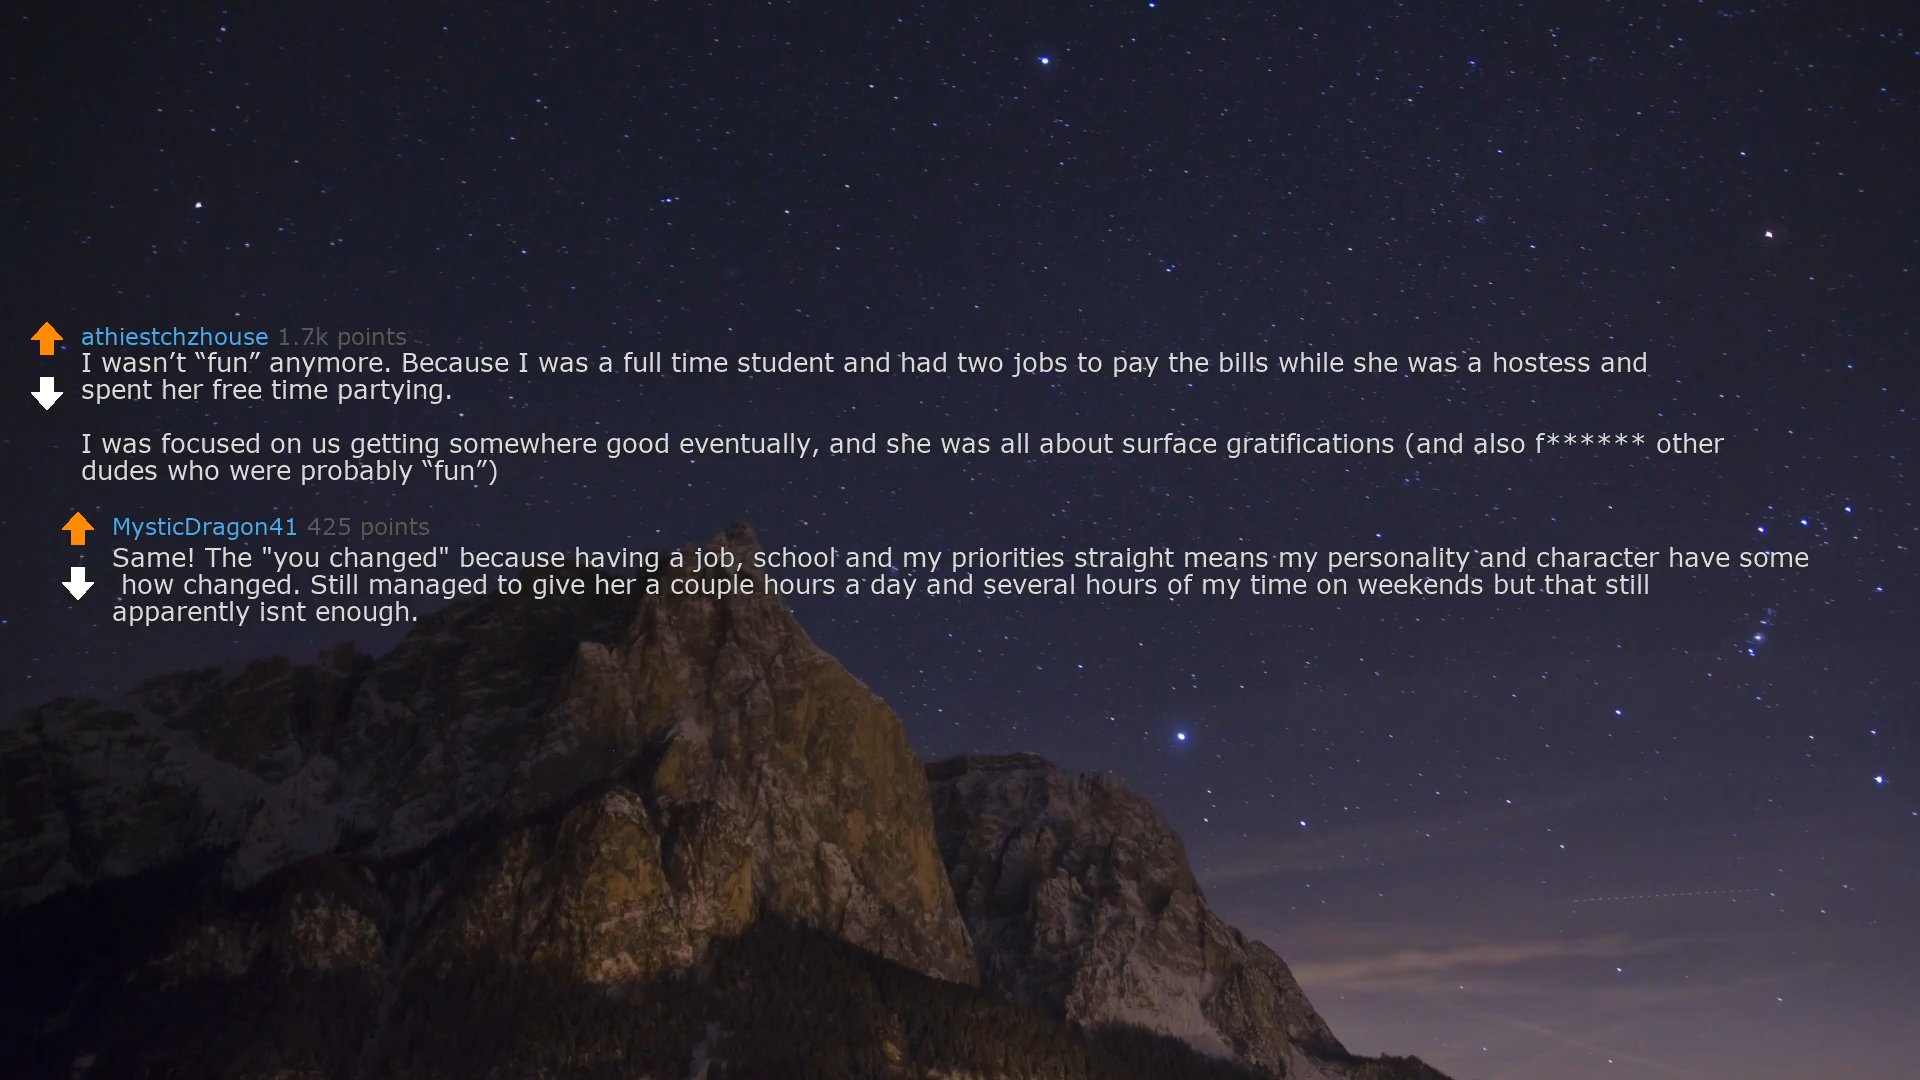 athiestchzhouse 1.7k points
I wasn’t “fun” anymore. Because I was a full time student and had two jobs to pay the bills while she was a hostess and
spent her free time partying.
I was focused on us getting somewhere good eventually, and she was all about surface gratifications (and also f****** other
dudes who were probably “fun”)
MysticDragon41 425 points
Same! The "you changed" because having a job, school and my priorities straight means my personality and character have some
how changed. Still managed to give her a couple hours a day and several hours of my time on weekends but that still
apparently isnt enough.